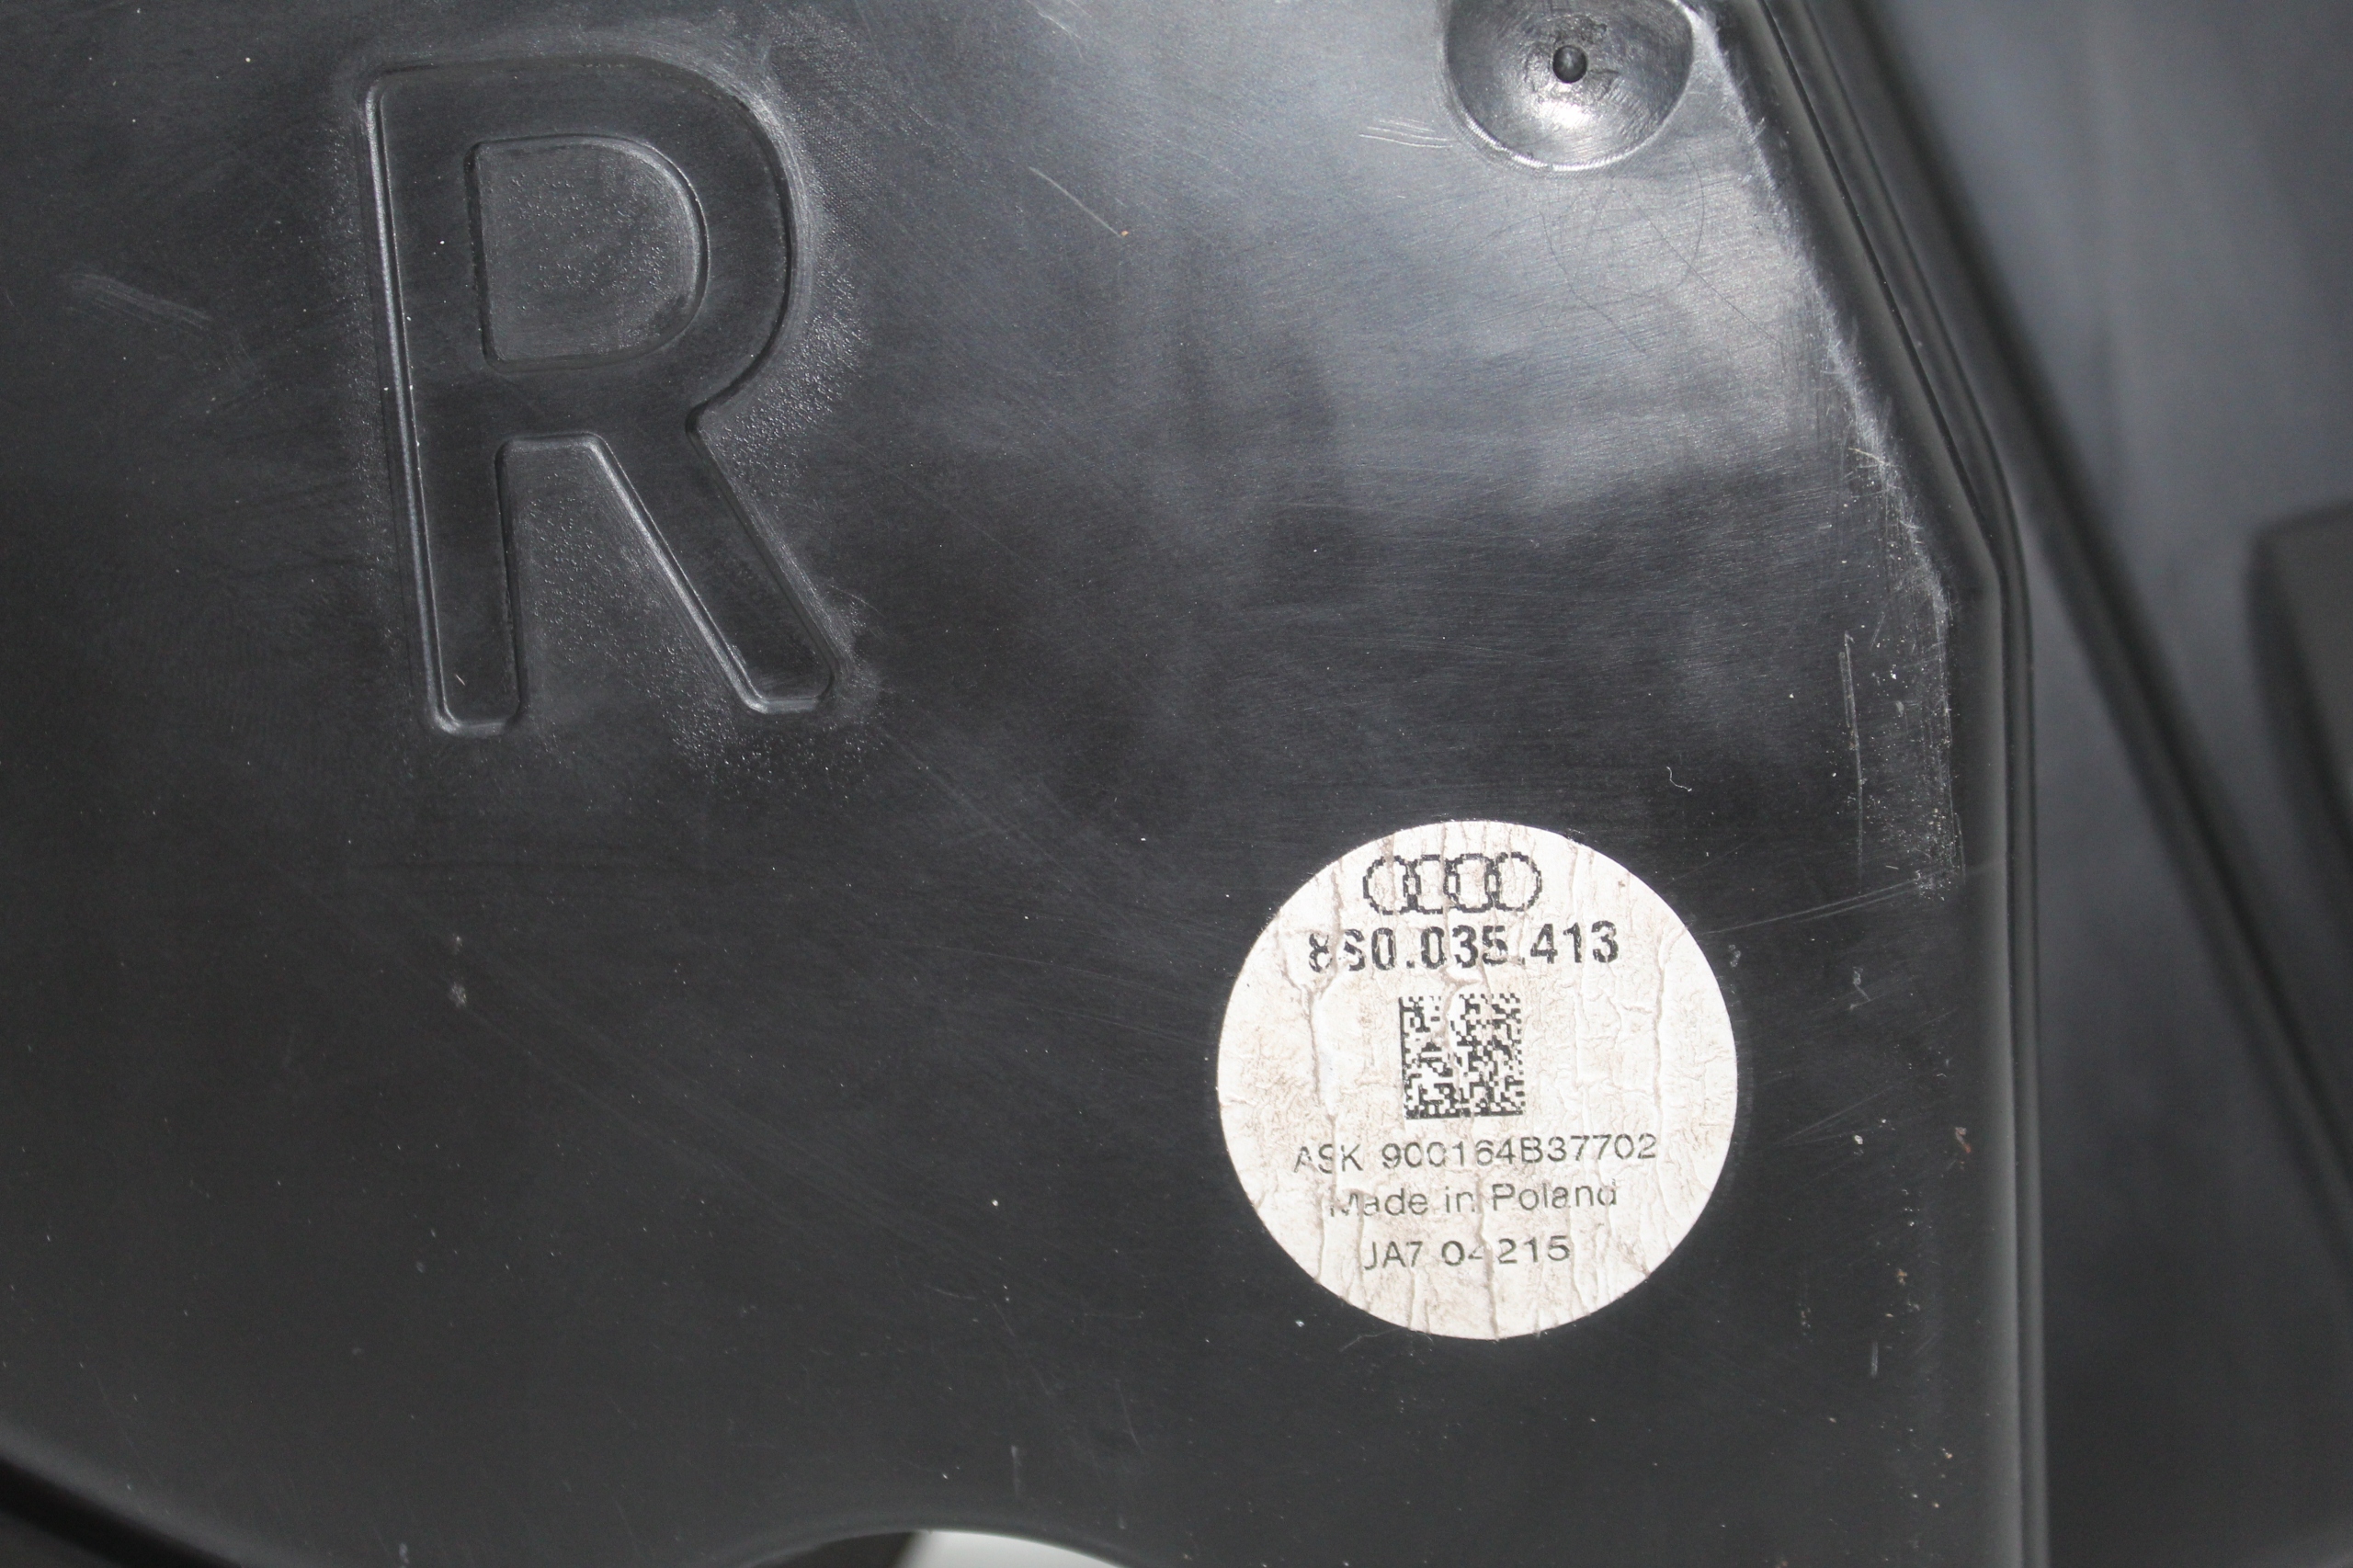 R
8S0.035.413
ASK 900164B37702
Made in Poland
JA7 04215